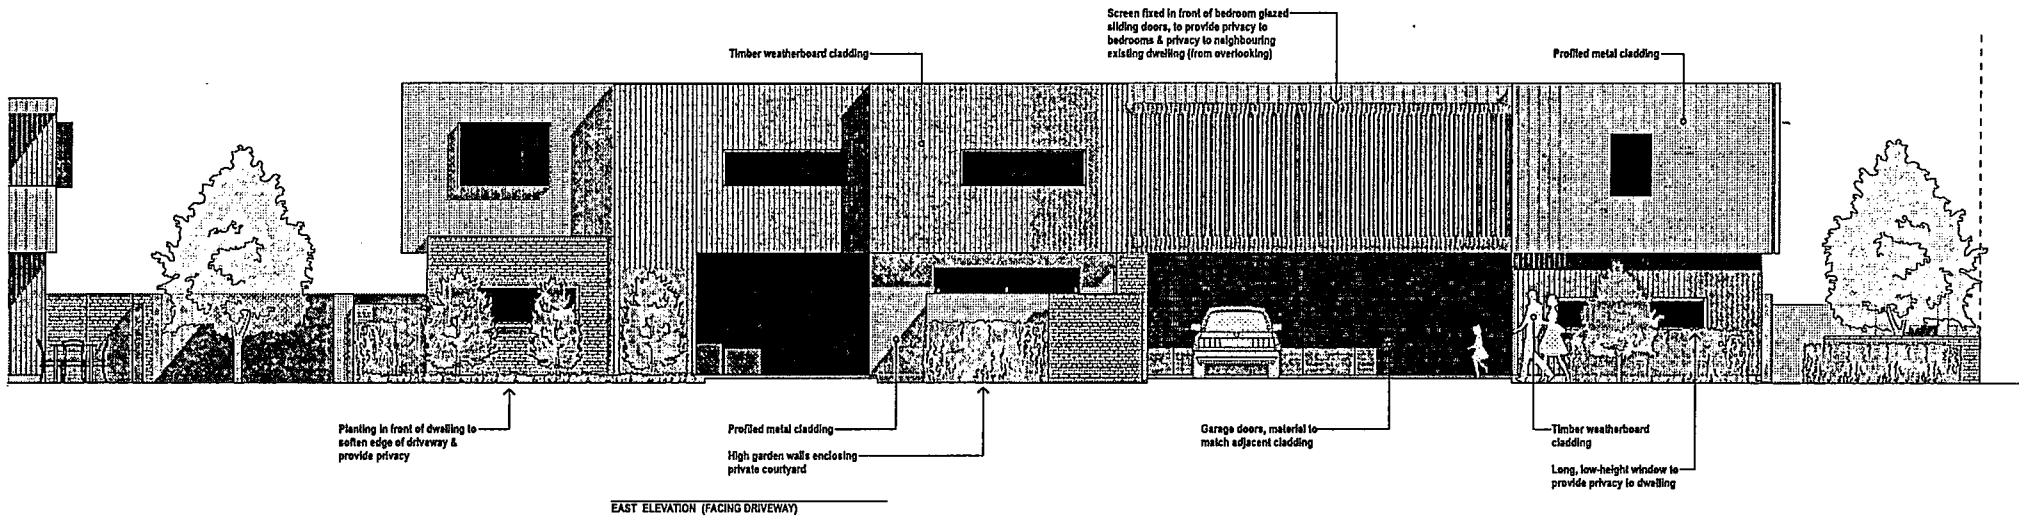 Screen fixed in front of bedroom glazed
sliding doors, to provide privacy to
bedrooms & privacy to neighbouring
existing dwelling (from overlooking)
Timber weatherboard cladding
Profiled metal cladding
Planting in front of dwelling to
soften edge of driveway &
provide privacy
Profiled metal cladding
High garden walls enclosing
private courtyard
Garage doors, material to
match adjacent cladding
Timber weatherboard
cladding
Long, low-height window to
provide privacy to dwelling
EAST ELEVATION (FACING DRIVEWAY)